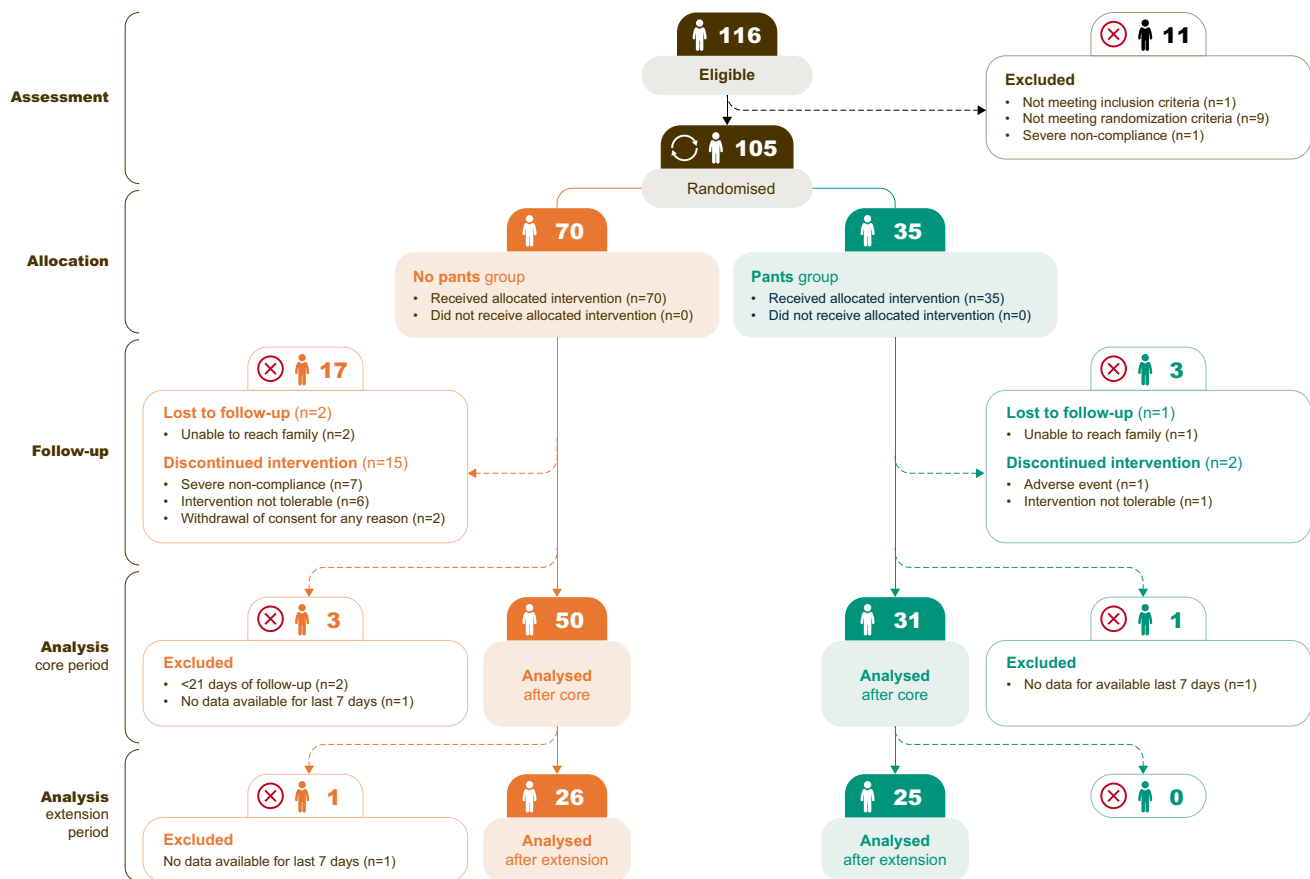 Assessment
116
Eligible
11
Excluded
• Not meeting inclusion criteria (n=1)
• Not meeting randomization criteria (n=9)
• Severe non-compliance (n=1)
105
Randomised
Allocation
70
No pants group
• Received allocated intervention (n=70)
• Did not receive allocated intervention (n=0)
35
Pants group
• Received allocated intervention (n=35)
• Did not receive allocated intervention (n=0)
Follow-up
17
Lost to follow-up (n=2)
• Unable to reach family (n=2)
Discontinued intervention (n=15)
• Severe non-compliance (n=7)
• Intervention not tolerable (n=6)
• Withdrawal of consent for any reason (n=2)
3
Lost to follow-up (n=1)
• Unable to reach family (n=1)
Discontinued intervention (n=2)
• Adverse event (n=1)
• Intervention not tolerable (n=1)
Analysis
core period
3
Excluded
• <21 days of follow-up (n=2)
• No data available for last 7 days (n=1)
50
Analysed
after core
31
Analysed
after core
1
Excluded
• No data for available last 7 days (n=1)
Analysis
extension
period
1
Excluded
No data available for last 7 days (n=1)
26
Analysed
after extension
25
Analysed
after extension
0